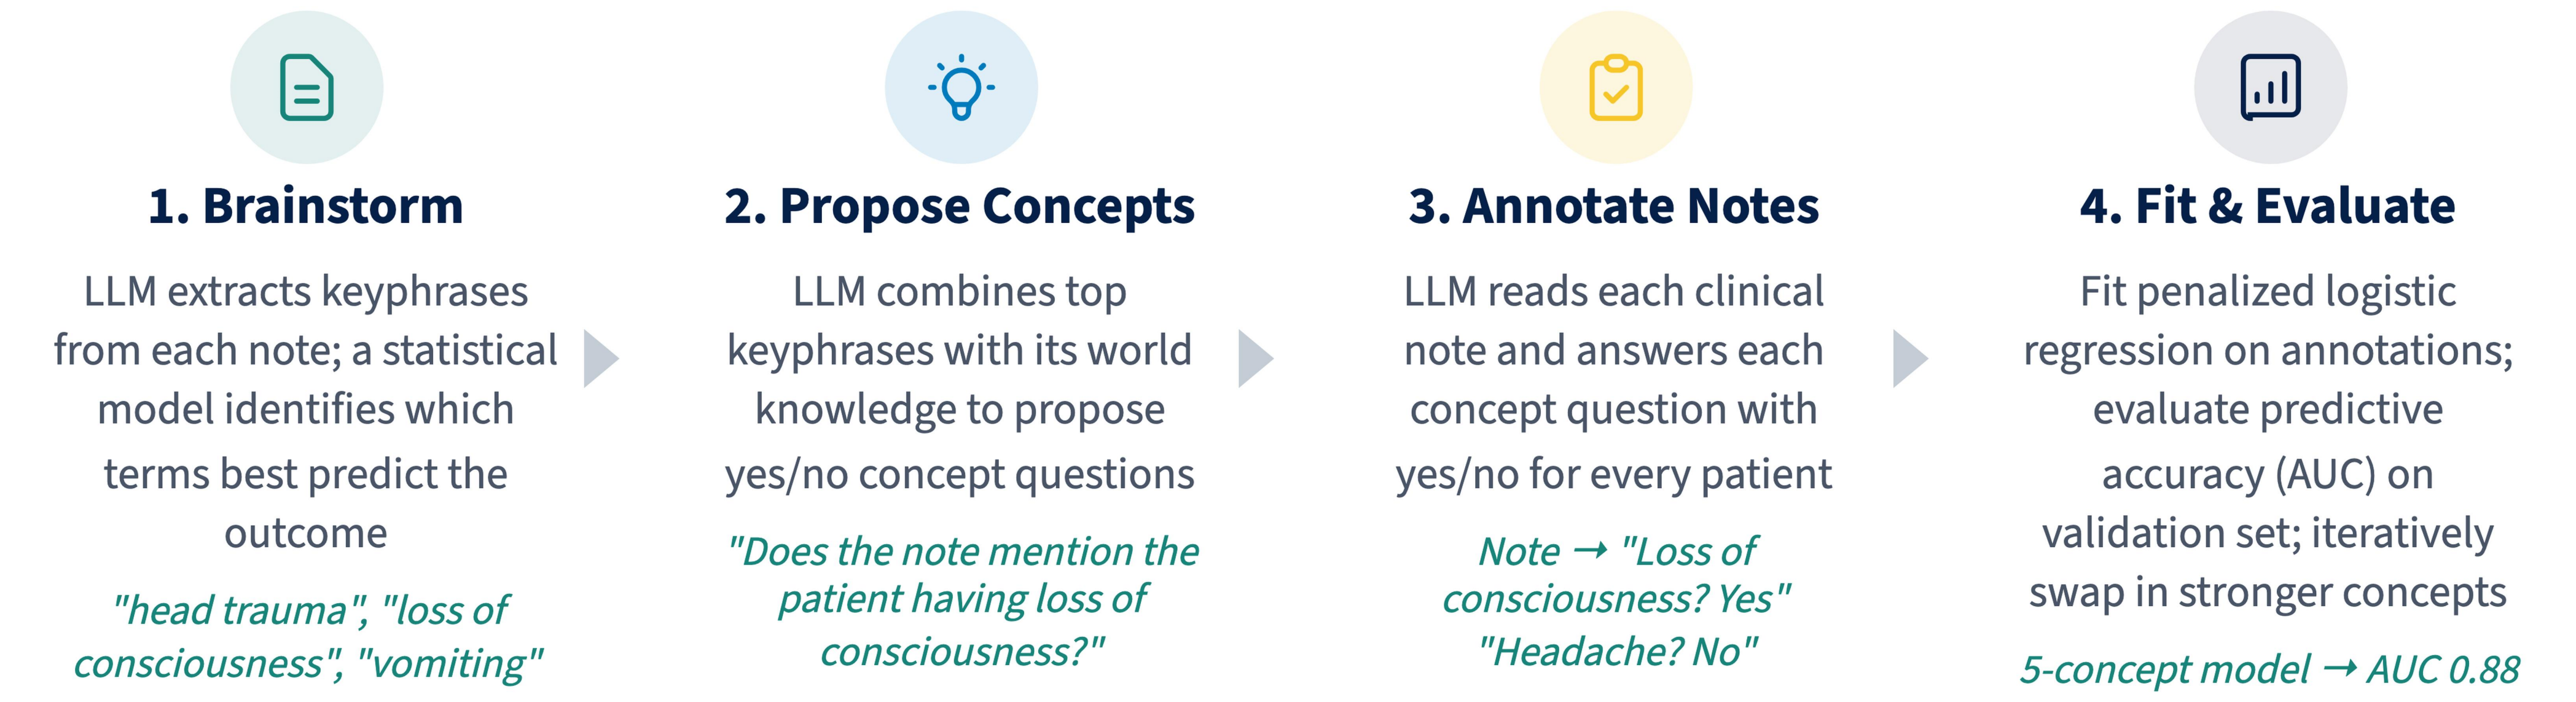 1. Brainstorm
LLM extracts keyphrases
from each note; a statistical
model identifies which
terms best predict the
outcome
"head trauma", "loss of
consciousness", "vomiting"
2. Propose Concepts
LLM combines top
keyphrases with its world
knowledge to propose
yes/no concept questions
"Does the note mention the
patient having loss of
consciousness?"
3. Annotate Notes
LLM reads each clinical
note and answers each
concept question with
yes/no for every patient
Note → "Loss of
consciousness? Yes"
"Headache? No"
4. Fit & Evaluate
Fit penalized logistic
regression on annotations;
evaluate predictive
accuracy (AUC) on
validation set; iteratively
swap in stronger concepts
5-concept model → AUC 0.88